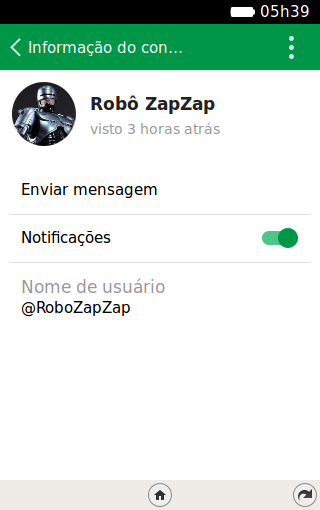 05h39
Informação do con...
Robô ZapZap
visto 3 horas atrás
Enviar mensagem
Notificações
Nome de usuário
@RoboZapZap